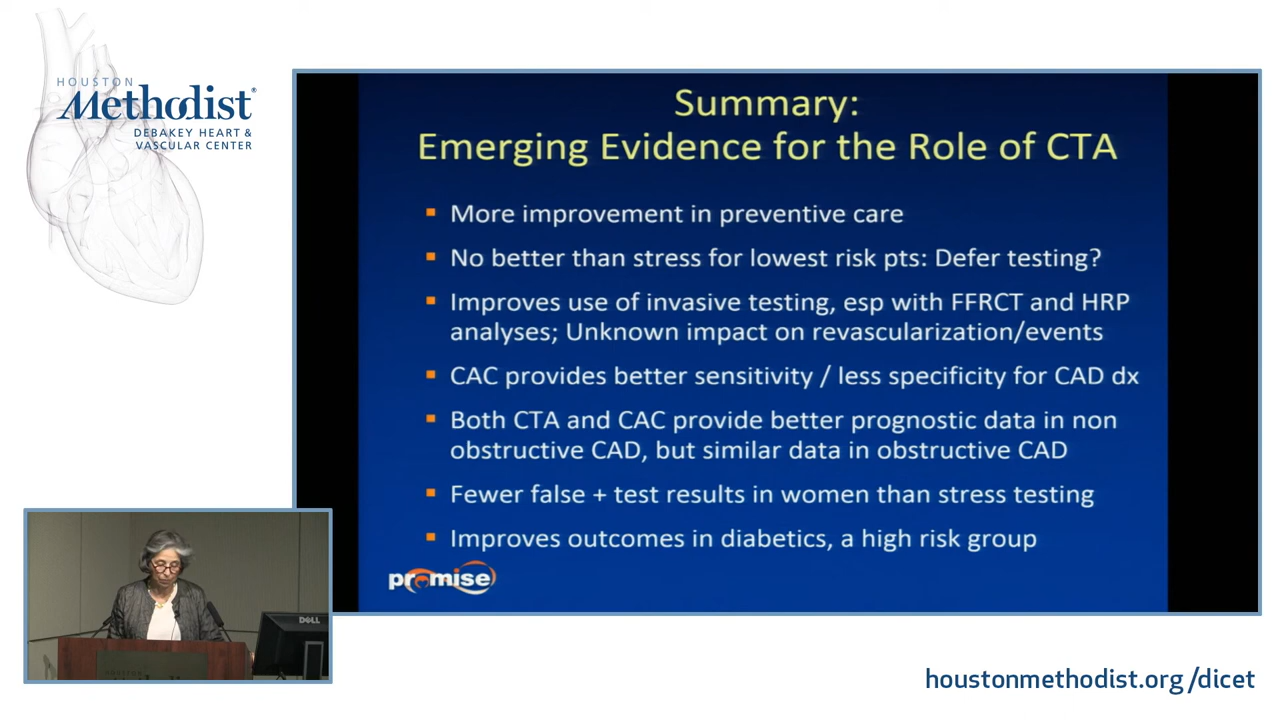 HOUSTON
Methodist®
DEBAKEY HEART &
VASCULAR CENTER
Summary:
Emerging Evidence for the Role of CTA
More improvement in preventive care
No better than stress for lowest risk pts: Defer testing?
Improves use of invasive testing, esp with FFRCT and HRP
analyses; Unknown impact on revascularization/events
CAC provides better sensitivity / less specificity for CAD dx
Both CTA and CAC provide better prognostic data in non
obstructive CAD, but similar data in obstructive CAD
Fewer false + test results in women than stress testing
Improves outcomes in diabetics, a high risk group
promise
DELL
houstonmethodist.org/dicet